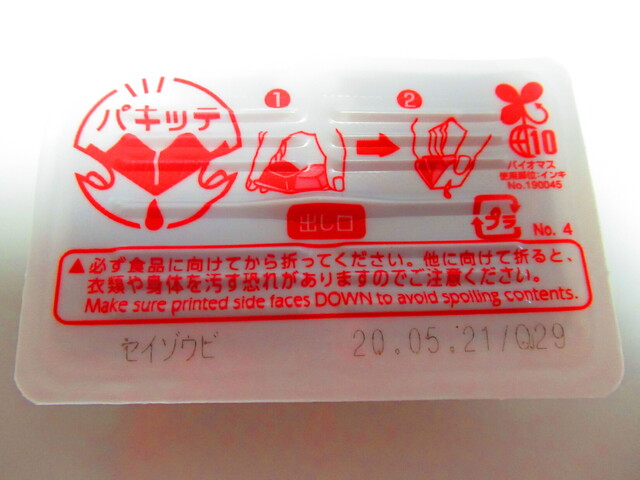 パキッテ
1
2
10
バイオマス
使用部位:インキ
No.190045
出し口
プラ
No. 4
▲必ず食品に向けてから折ってください。他に向けて折ると、
衣類や身体を汚す恐れがありますのでご注意ください。
Make sure printed side faces DOWN to avoid spoiling contents.
セイゾウビ 20.05.21/Q29